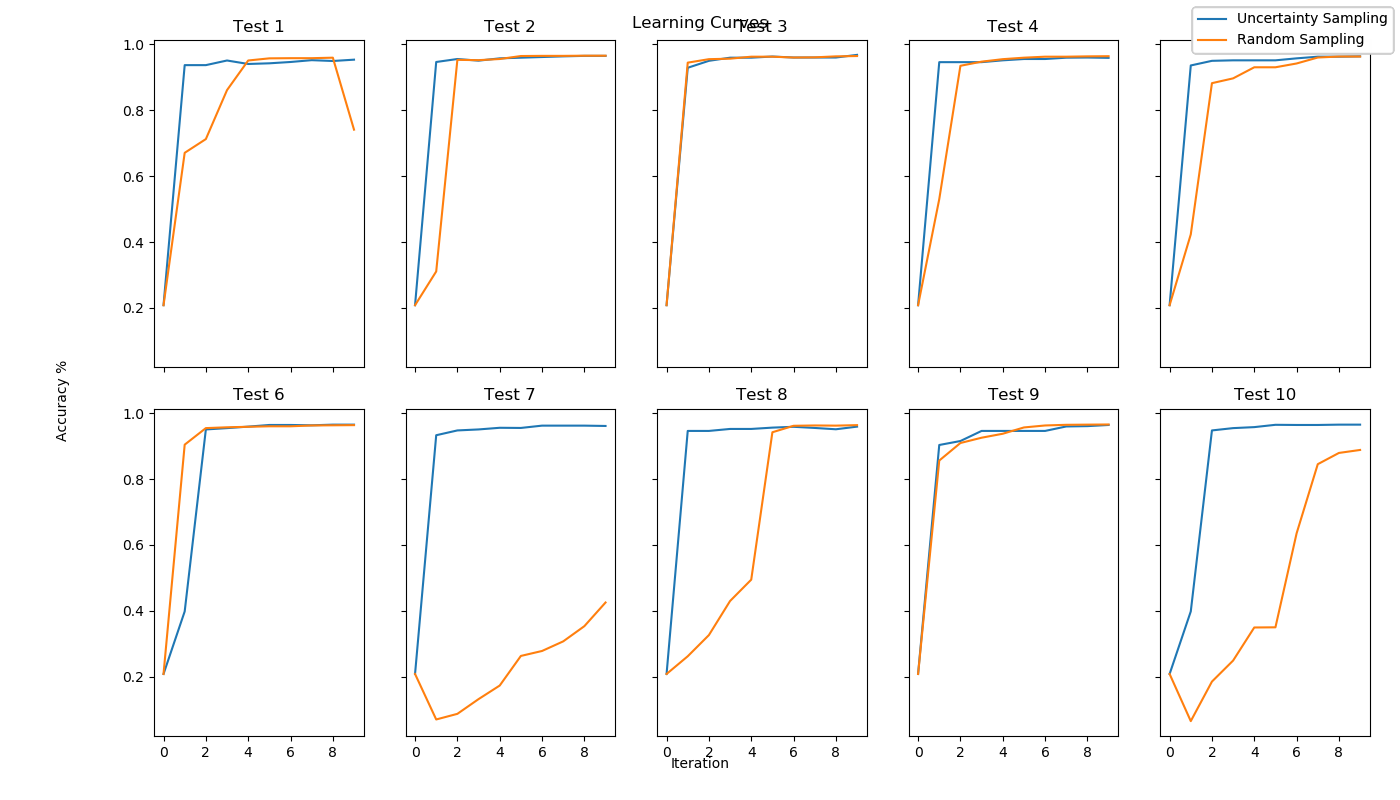 Learning Curves
Uncertainty Sampling
Random Sampling
Test 1
Test 2
Test 3
Test 4
1.0
0.8
0.6
0.4
0.2
Accuracy %
Test 6
Test 7
Test 8
Test 9
Test 10
1.0
0.8
0.6
0.4
0.2
0 2 4 6 8
0 2 4 6 8
0 2 4 6 8
0 2 4 6 8
0 2 4 6 8
Iteration